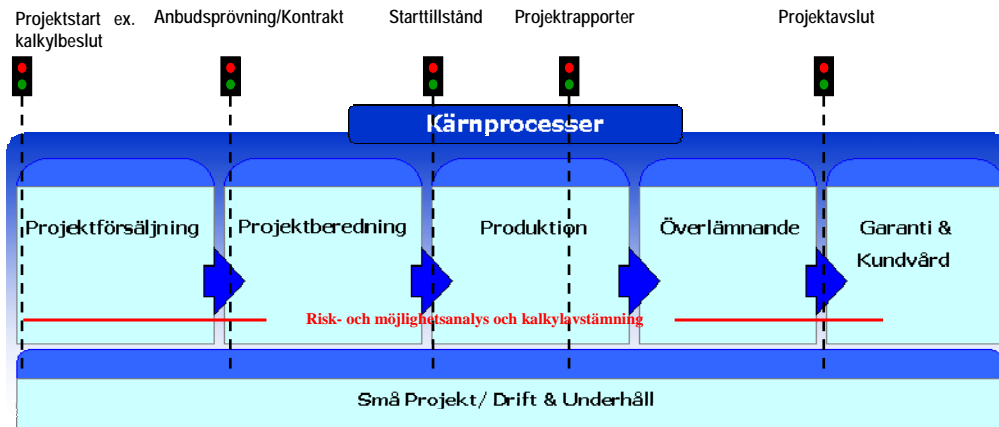 Projektstart ex.
kalkylbeslut
Anbudsprövning/Kontrakt
Starttillstånd
Projektrapporter
Projektavslut
Kärnprocesser
Projektförsäljning
Projektberedning
Produktion
Överlämnande
Garanti &
Kundvård
Risk- och möjlighetsanalys och kalkylavstämning
Små Projekt/ Drift & Underhåll